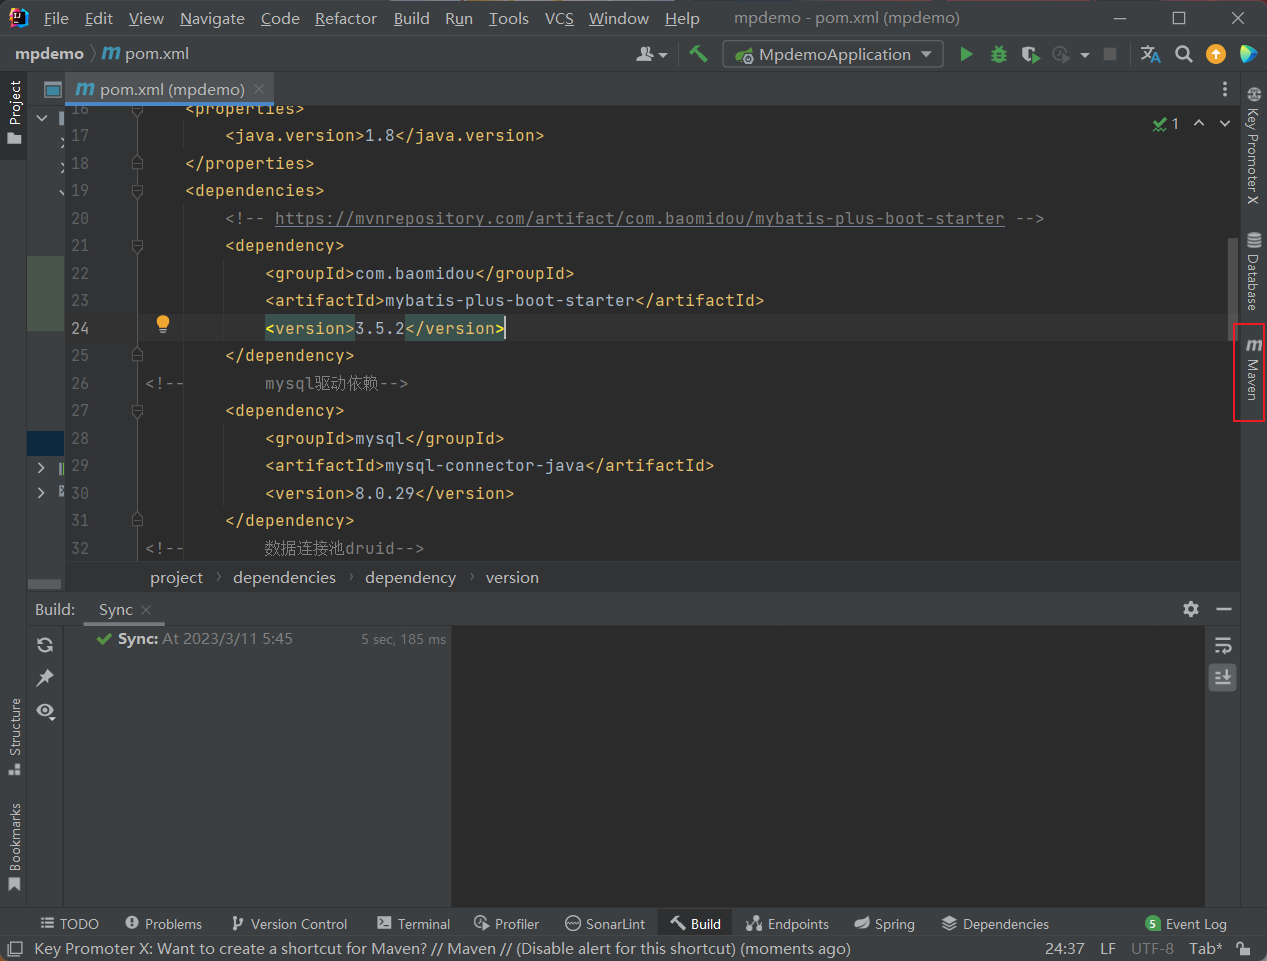 File Edit View Navigate Code Refactor Build Run Tools VCS Window Help mpdemo - pom.xml (mpdemo)
mpdemo pom.xml MpdemoApplication
Project
pom.xml (mpdemo)
16 <properties>
17 <java.version>1.8</java.version>
1
18 </properties>
19 <dependencies>
20 <!-- https://mvnrepository.com/artifact/com.baomidou/mybatis-plus-boot-starter -->
21 <dependency>
22 <groupId>com.baomidou</groupId>
23 <artifactId>mybatis-plus-boot-starter</artifactId>
24 <version>3.5.2</version>
25 </dependency>
26 <!-- mysql驱动依赖-->
27 <dependency>
28 <groupId>mysql</groupId>
29 <artifactId>mysql-connector-java</artifactId>
30 <version>8.0.29</version>
31 </dependency>
32 <!-- 数据连接池druid-->
Key Promoter X
Database
Maven
project dependencies dependency version
Build: Sync
Sync: At 2023/3/11 5:45 5 sec, 185 ms
Structure
Bookmarks
TODO Problems Version Control Terminal Profiler SonarLint Build Endpoints Spring Dependencies 5 Event Log
Key Promoter X: Want to create a shortcut for Maven? // Maven // (Disable alert for this shortcut) (moments ago) 24:37 LF UTF-8 Tab*